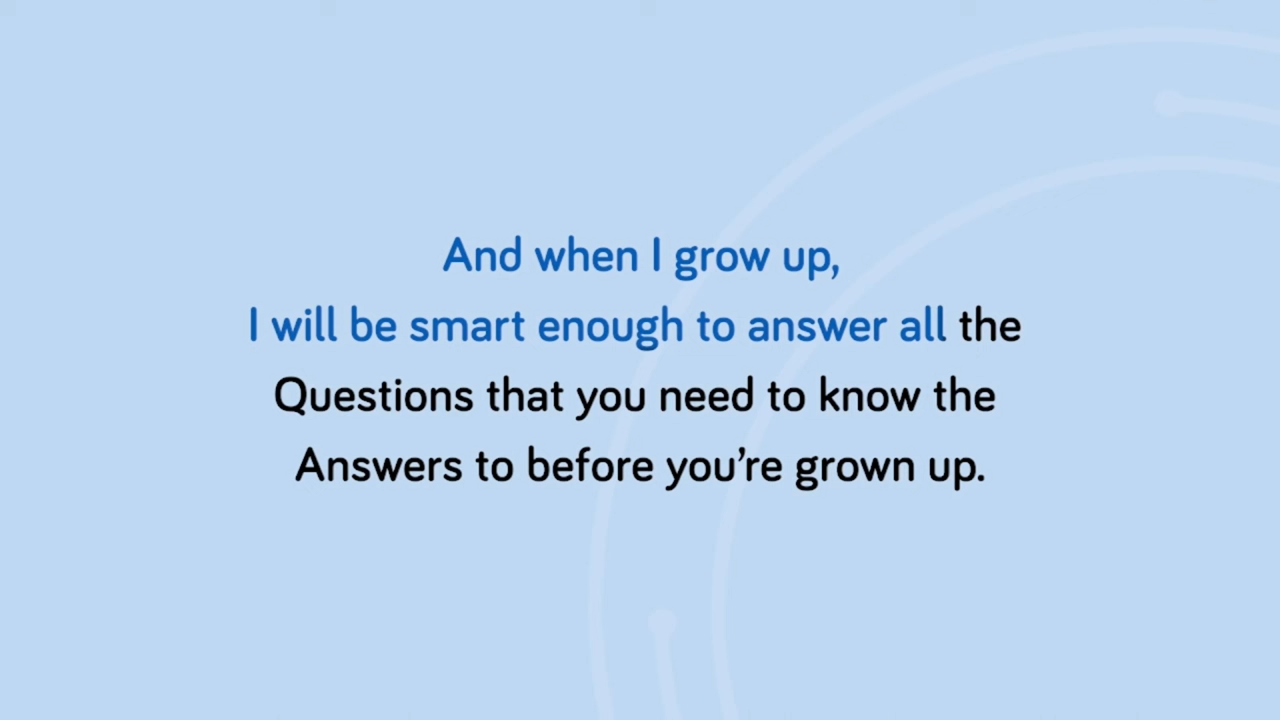 And when I grow up,
I will be smart enough to answer all the
Questions that you need to know the
Answers to before you're grown up.